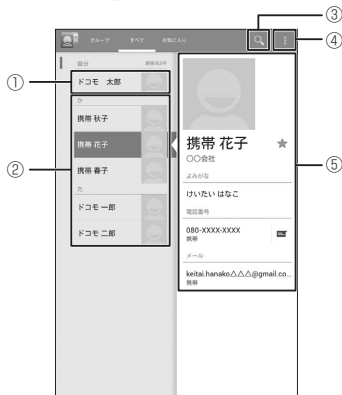 ③
④
グループ すべて お気に入り
自分 連絡先5件
①
ドコモ 太郎
か
携帯 秋子
②
携帯 花子
携帯 春子
た
ドコモ 一郎
ドコモ 二郎
携帯 花子
○○会社
⑤
よみがな
けいたい はなこ
電話番号
080-XXXX-XXXX
携帯
メール
keitai.hanako△△△@gmail.co...
携帯